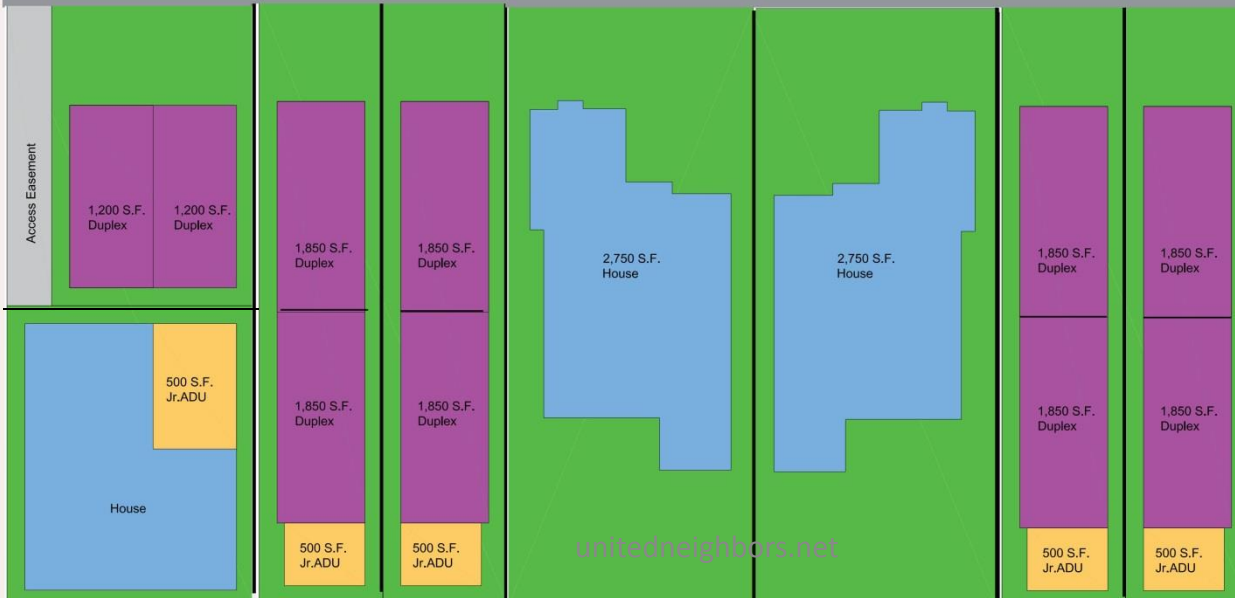 Access Easement
1,200 S.F.
Duplex
1,200 S.F.
Duplex
500 S.F.
Jr.ADU
House
1,850 S.F.
Duplex
1,850 S.F.
Duplex
500 S.F.
Jr.ADU
1,850 S.F.
Duplex
1,850 S.F.
Duplex
500 S.F.
Jr.ADU
2,750 S.F.
House
2,750 S.F.
House
unitedneighbors.net
1,850 S.F.
Duplex
1,850 S.F.
Duplex
500 S.F.
Jr.ADU
1,850 S.F.
Duplex
1,850 S.F.
Duplex
500 S.F.
Jr.ADU